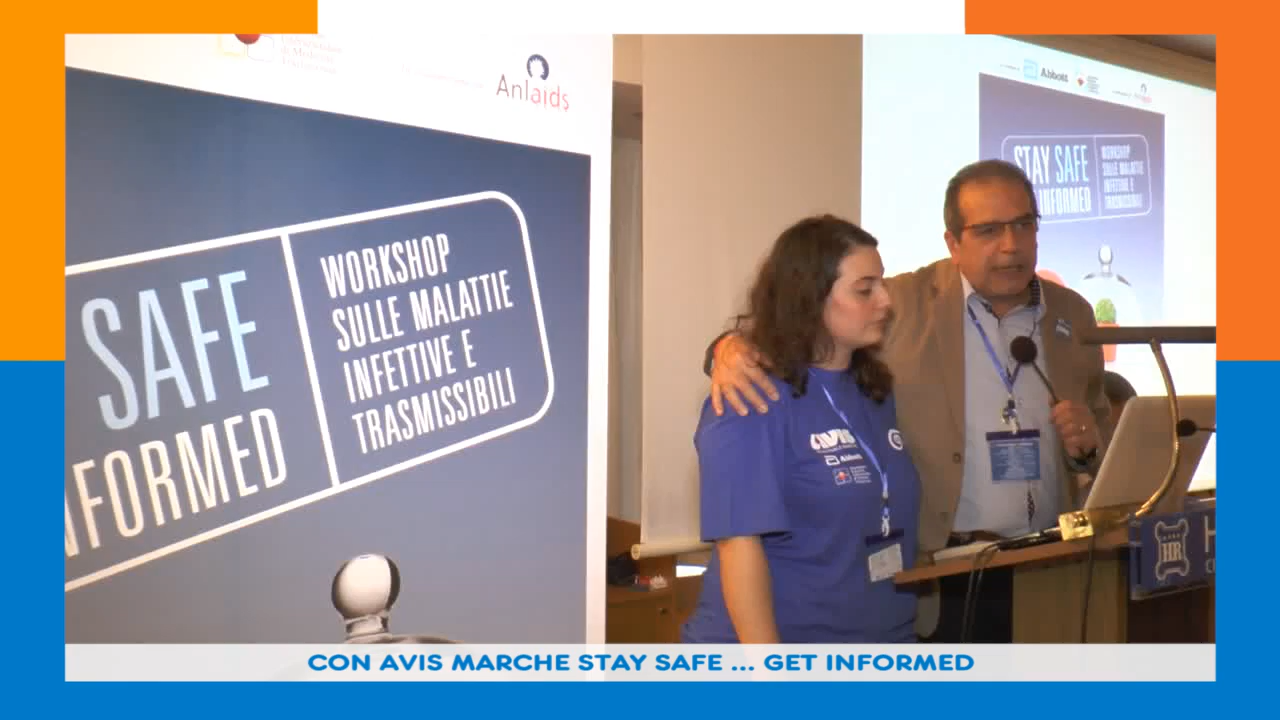 Anlaids
SAFE
INFORMED
WORKSHOP
SULLE MALATTIE
INFETTIVE E
TRASMISSIBILI
Abbott
STAY SAFE
INFORMED
WORKSHOP
SULLE MALATTIE
INFETTIVE E
TRASMISSIBILI
AVIS
Abbott
HR
H
CON AVIS MARCHE STAY SAFE ... GET INFORMED